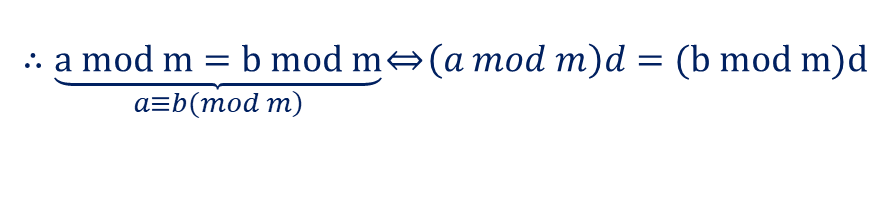 ∴ a mod m = b mod m⇔(a mod m)d = (b mod m)d
a≡b(mod m)